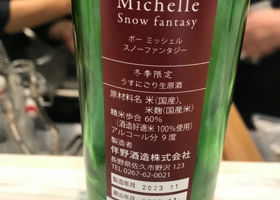 Michelle
Snow fantasy
ボー ミッシェル
スノーファンタジー
冬季限定
うすにごり生原酒
原材料名 米(国産)、
米麹(国産米)
精米歩合 60%
(酒造好適米100%使用)
アルコール分 9度
製造者
伴野酒造株式会社
長野県佐久市野沢 123
TEL 0267-62-0021
製造年月 2023 11
2023 11